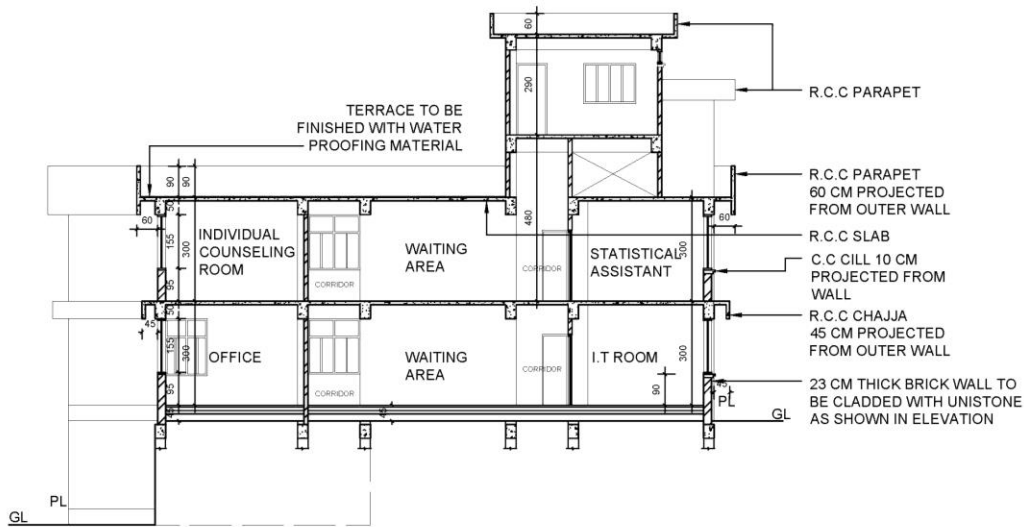 60
290
R.C.C PARAPET
TERRACE TO BE
FINISHED WITH WATER
PROOFING MATERIAL
90
90
R.C.C PARAPET
60 CM PROJECTED
FROM OUTER WALL
50
60
60
480
R.C.C SLAB
INDIVIDUAL
COUNSELING
ROOM
WAITING
AREA
STATISTICAL
ASSISTANT
155
300
300
CORRIDOR
CORRIDOR
C.C CILL 10 CM
PROJECTED FROM
WALL
95
50
45
R.C.C CHAJJA
45 CM PROJECTED
FROM OUTER WALL
155
300
OFFICE
WAITING
AREA
I.T ROOM
300
CORRIDOR
CORRIDOR
95
90
45
PL
23 CM THICK BRICK WALL TO
BE CLADDED WITH UNISTONE
AS SHOWN IN ELEVATION
45
45
GL
PL
GL